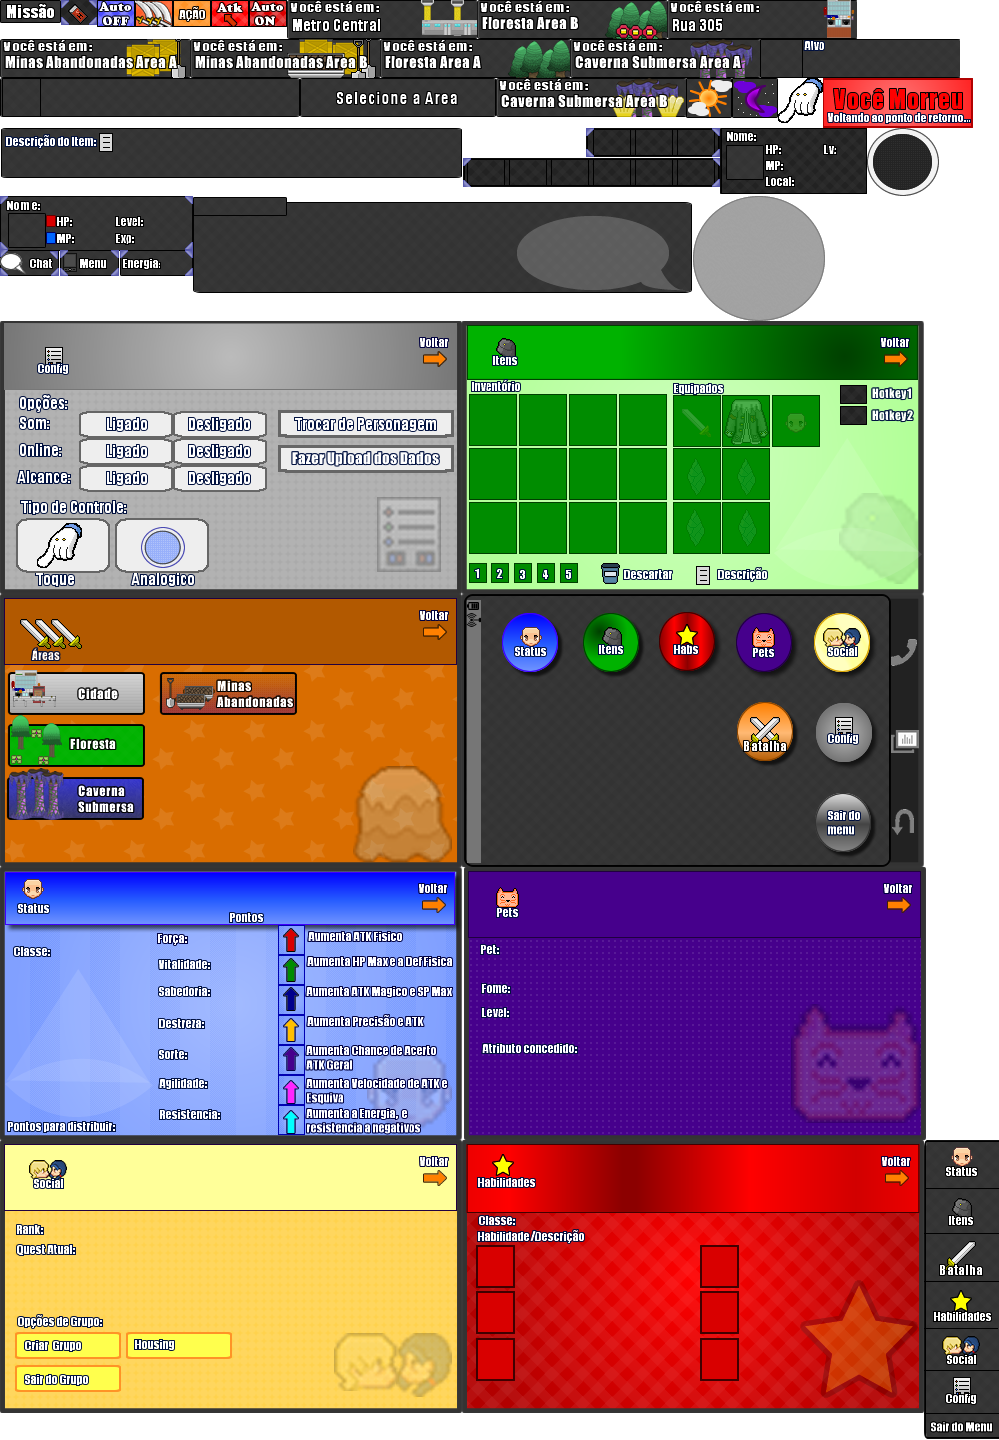 Missão
Auto OFF
AÇÃO
Atk
Auto ON
Você está em:
Metro Central
Você está em:
Floresta Area B
Você está em:
Rua 305
Você está em:
Minas Abandonadas Area A
Você está em:
Minas Abandonadas Area B
Você está em:
Floresta Area A
Você está em:
Caverna Submersa Area A
Alvo
Selecione a Area
Você está em:
Caverna Submersa Area B
Você Morreu
Voltando ao ponto de retorno...
Descrição do Item:
Nome:
HP:
Lv:
MP:
Local:
Nome:
HP:
Level:
MP:
Exp:
Chat
Menu
Energia:
Config
Voltar
Opções:
Som:
Ligado
Desligado
Online:
Ligado
Desligado
Alcance:
Ligado
Desligado
Trocar de Personagem
Fazer Upload dos Dados
Tipo de Controle:
Toque
Analogico
Itens
Voltar
Inventório
Equipados
Hotkey1
Hotkey2
1 2 3 4 5
Descartar
Descrição
Areas
Voltar
Cidade
Minas
Abandonadas
Floresta
Caverna
Submersa
Status
Itens
Habs
Pets
Social
Batalha
Config
Sair do
menu
Status
Voltar
Pontos
Classe:
Força:
Aumenta ATK Fisico
Vitalidade:
Aumenta HP Max e a Def Fisica
Sabedoria:
Aumenta ATK Magico e SP Max
Destreza:
Aumenta Precisão e ATK
Sorte:
Aumenta Chance de Acerto
ATK Geral
Agilidade:
Aumenta Velocidade de ATK e
Esquiva
Resistencia:
Aumenta a Energia, e
resistencia a negativos
Pontos para distribuir:
Pets
Voltar
Pet:
Fome:
Level:
Atributo concedido:
Social
Voltar
Rank:
Quest Atual:
Opções de Grupo:
Criar Grupo
Housing
Sair do Grupo
Habilidades
Voltar
Classe:
Habilidade/Descrição
Status
Itens
Batalha
Habilidades
Social
Config
Sair do Menu